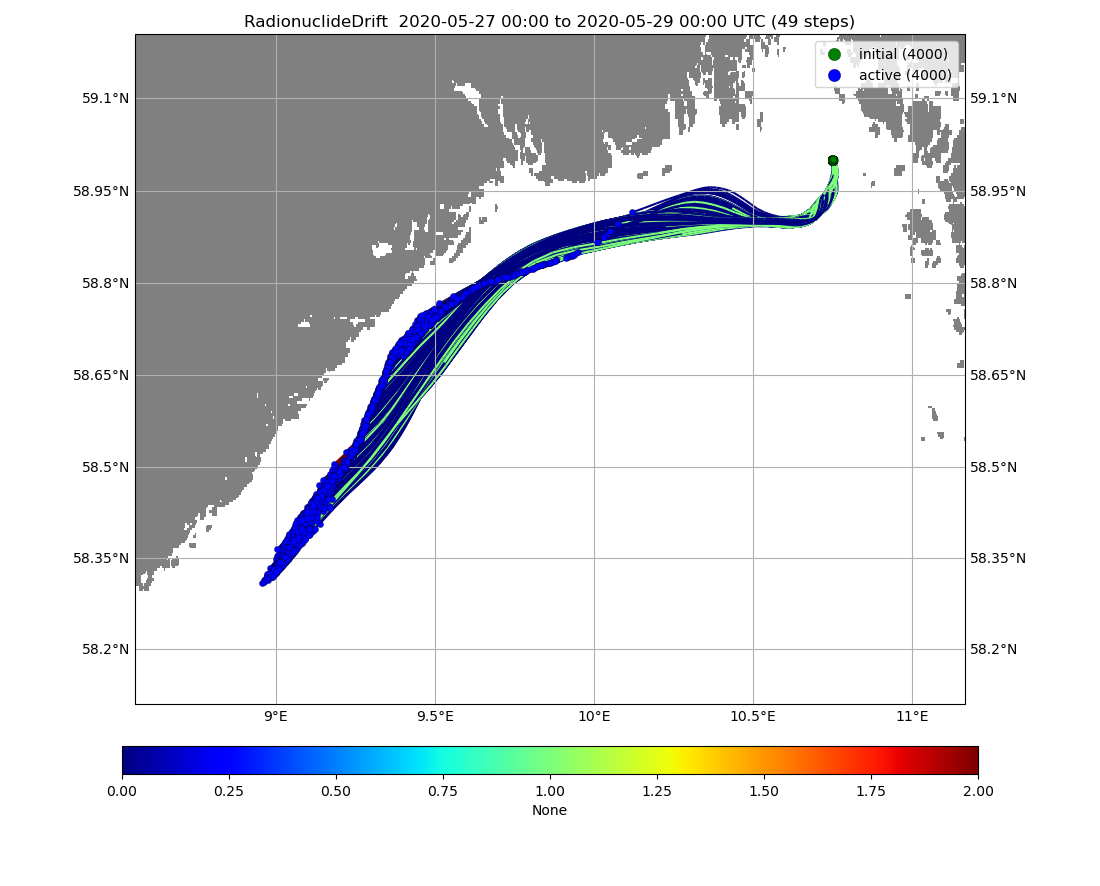 RadionuclideDrift  2020-05-27 00:00 to 2020-05-29 00:00 UTC (49 steps)
initial (4000)
active (4000)
59.1°N 59.1°N
58.95°N 58.95°N
58.8°N 58.8°N
58.65°N 58.65°N
58.5°N 58.5°N
58.35°N 58.35°N
58.2°N 58.2°N
9°E 9.5°E 10°E 10.5°E 11°E
0.00 0.25 0.50 0.75 1.00 1.25 1.50 1.75 2.00
None